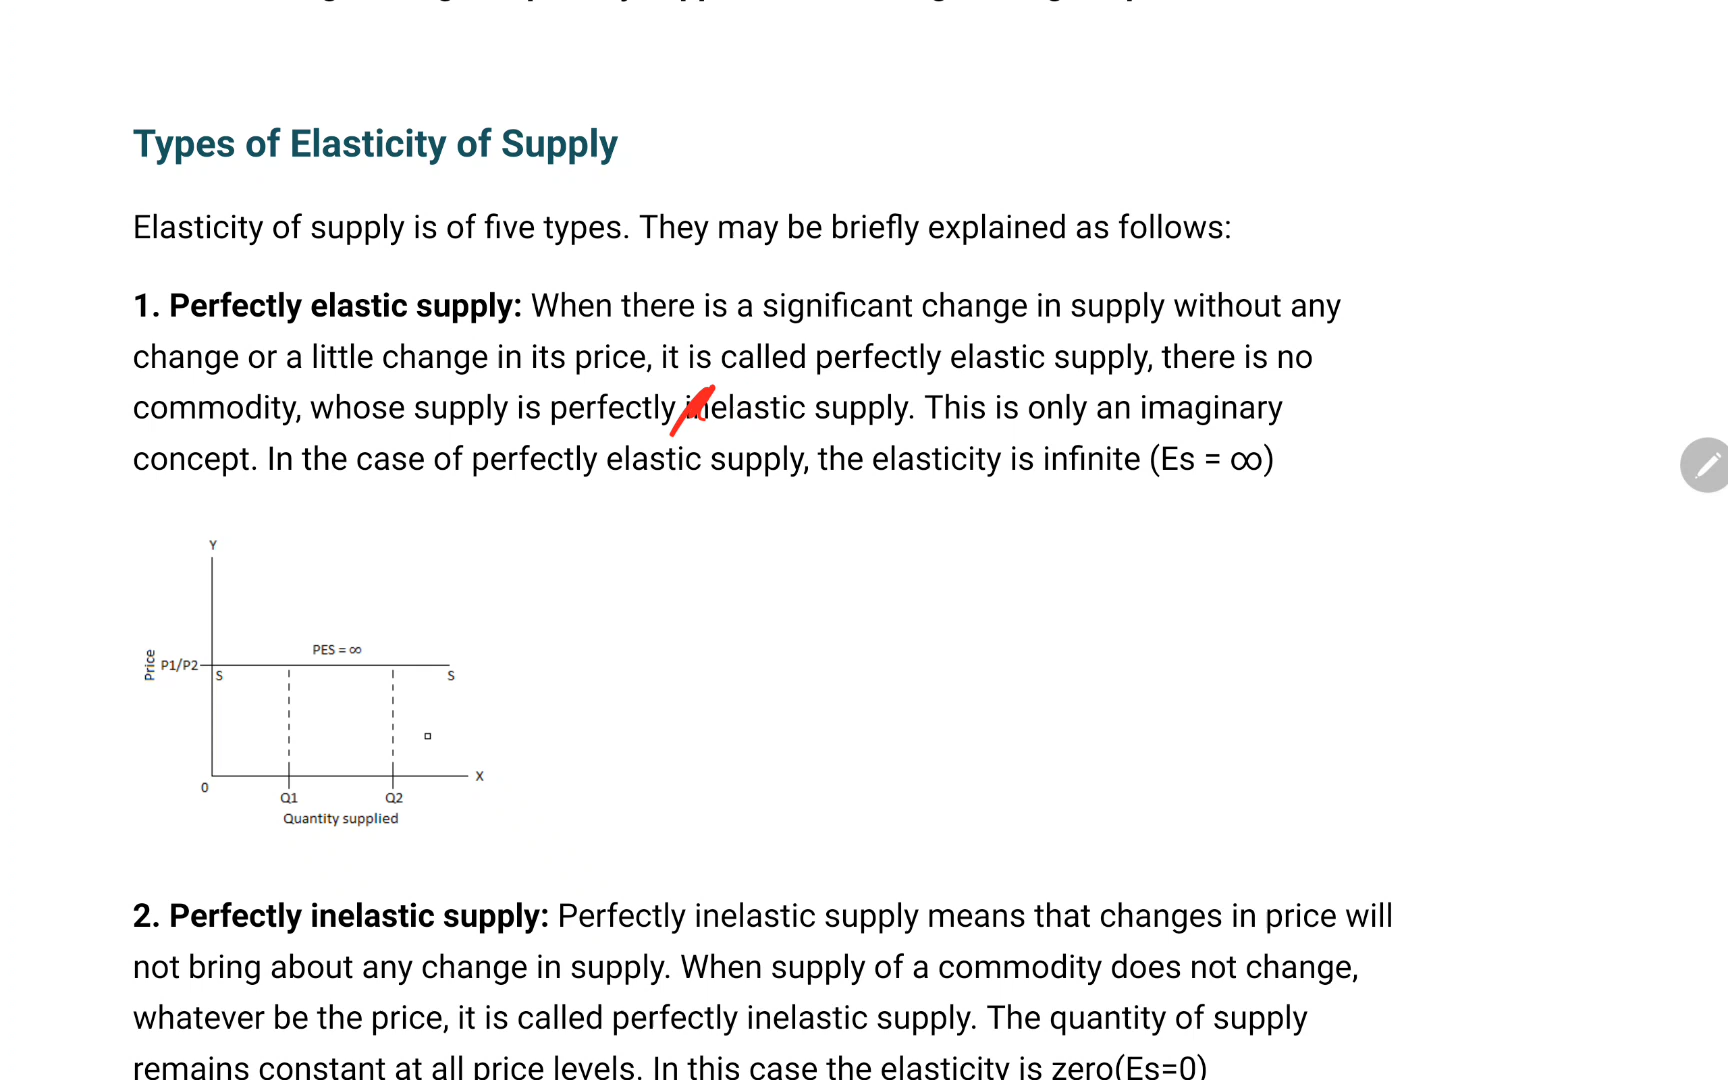 Types of Elasticity of Supply
Elasticity of supply is of five types. They may be briefly explained as follows:
1. Perfectly elastic supply: When there is a significant change in supply without any
change or a little change in its price, it is called perfectly elastic supply, there is no
commodity, whose supply is perfectly inelastic supply. This is only an imaginary
concept. In the case of perfectly elastic supply, the elasticity is infinite (Es = ∞)
Y
PES = ∞
Price
P1/P2
S
S
X
0
Q1
Q2
Quantity supplied
2. Perfectly inelastic supply: Perfectly inelastic supply means that changes in price will
not bring about any change in supply. When supply of a commodity does not change,
whatever be the price, it is called perfectly inelastic supply. The quantity of supply
remains constant at all price levels. In this case the elasticity is zero(Es=0)